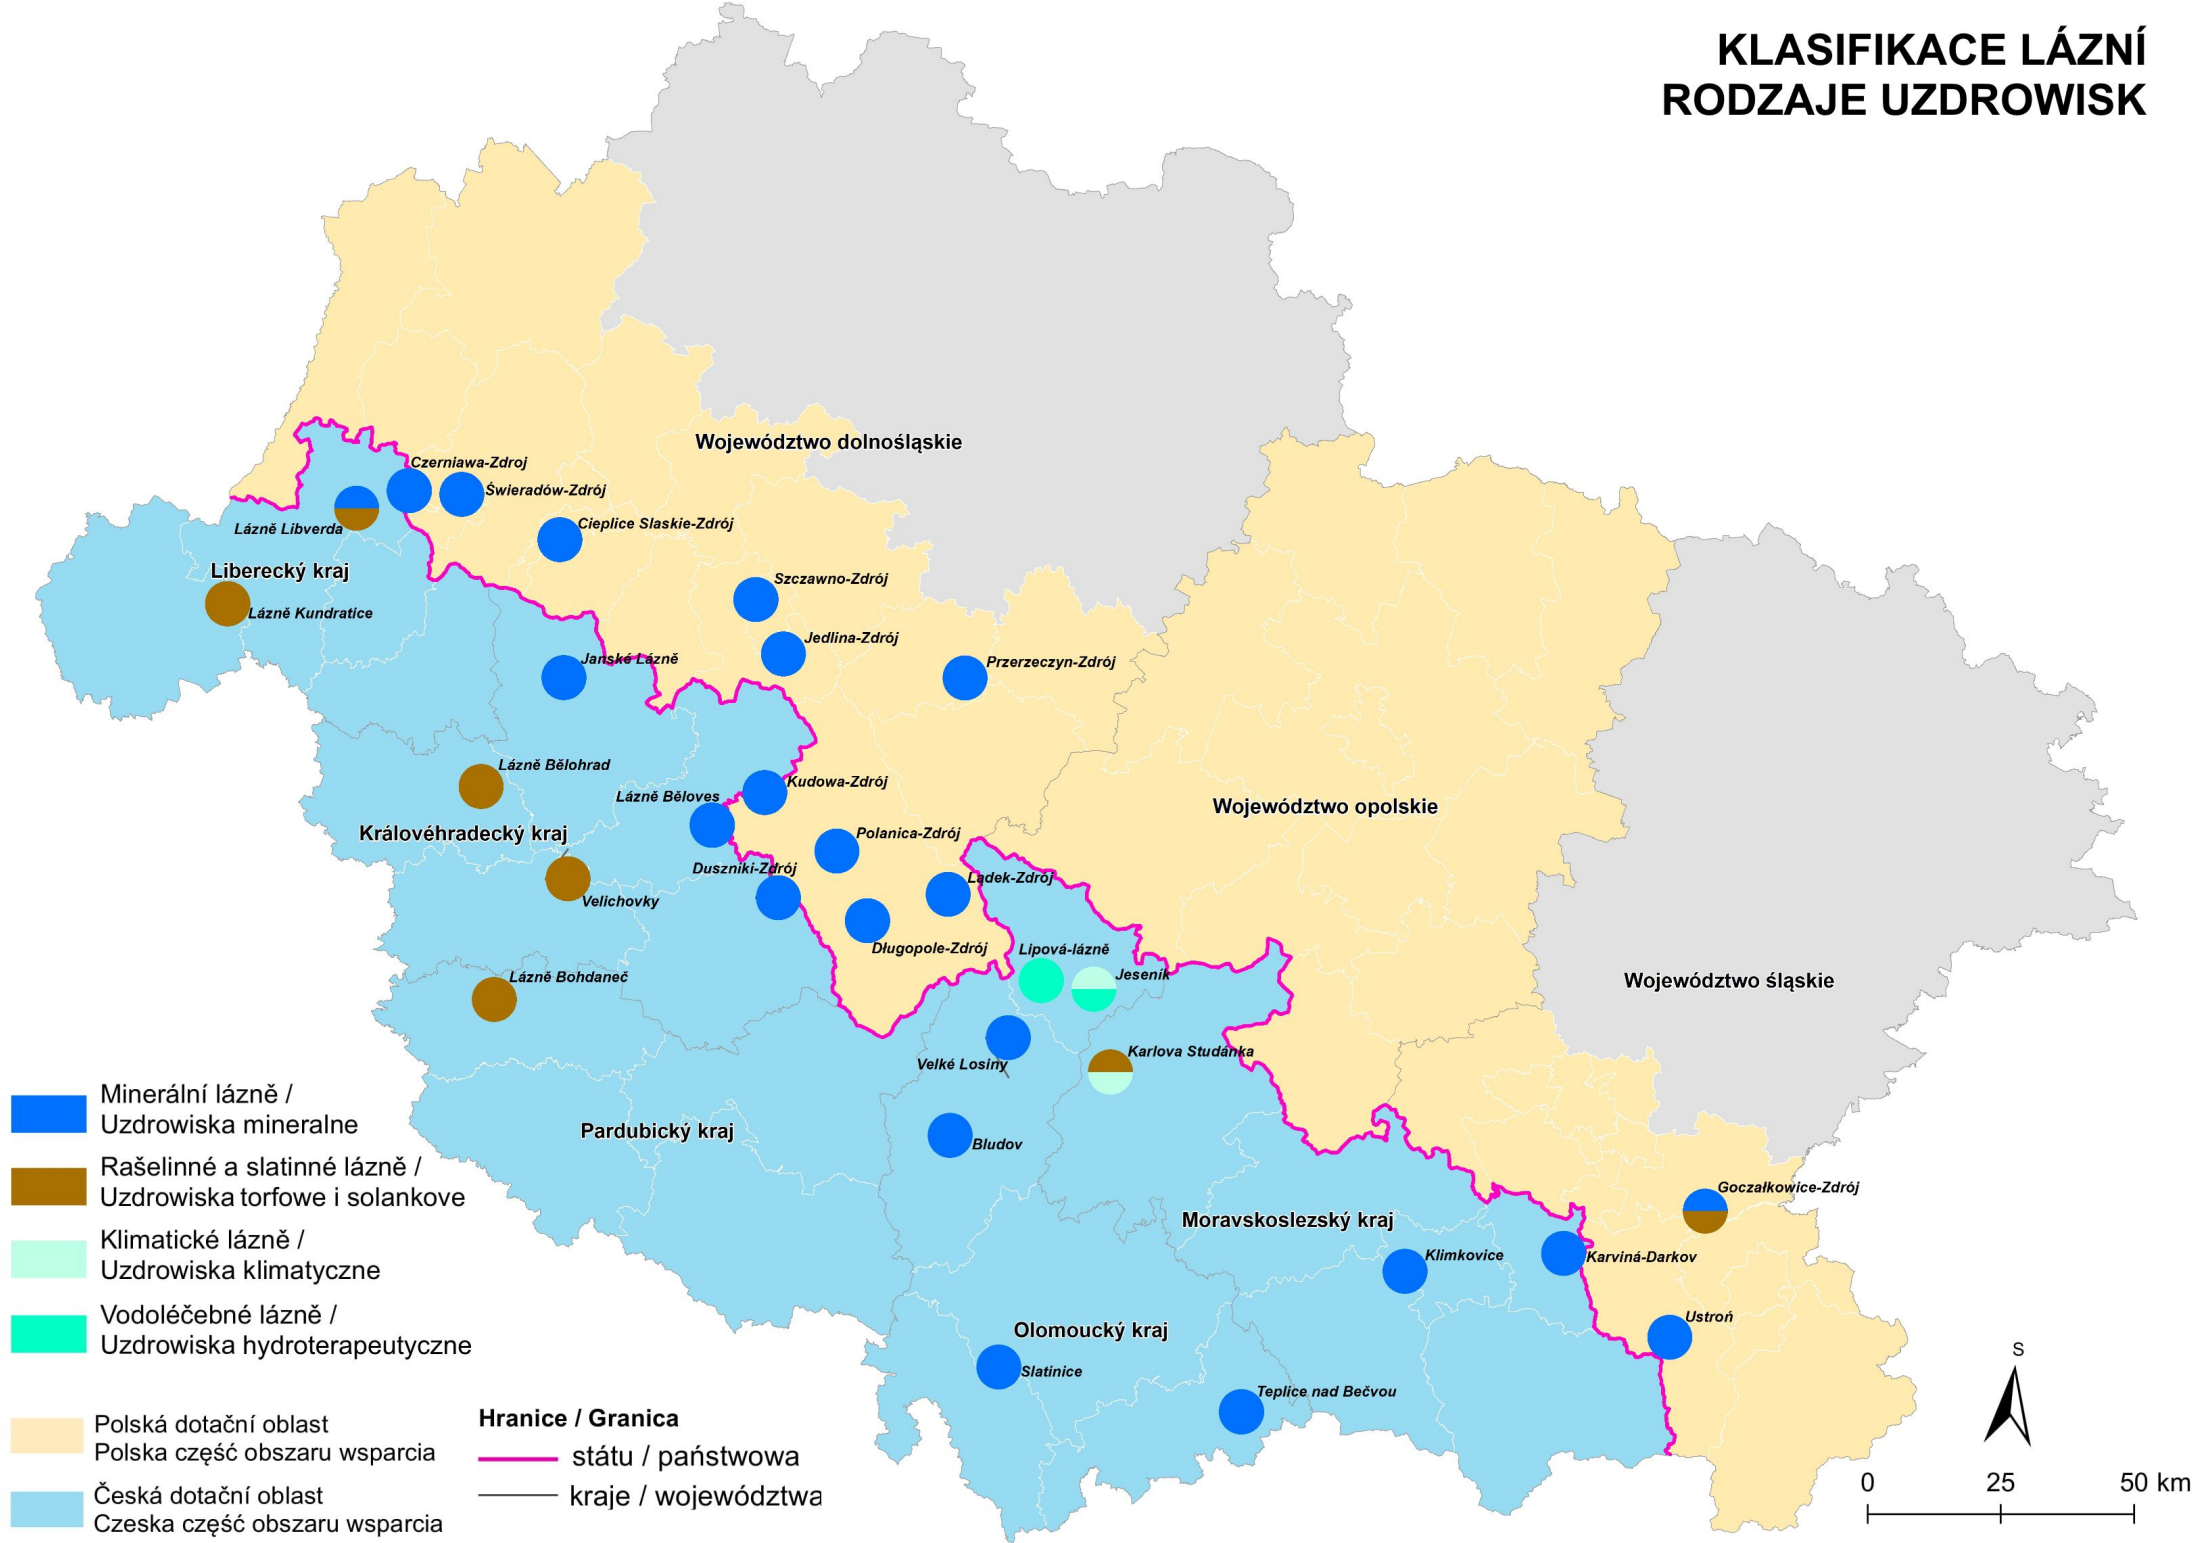 KLASIFIKACE LÁZNÍ
RODZAJE UZDROWISK
Województwo dolnośląskie
Czerniawa-Zdroj
Świeradów-Zdrój
Lázně Libverda
Cieplice Slaskie-Zdrój
Liberecký kraj
Szczawno-Zdrój
Lázně Kundratice
Jedlina-Zdrój
Janské Lázně
Przerzeczyn-Zdrój
Lázně Bělohrad
Kudowa-Zdrój
Lázně Běloves
Województwo opolskie
Královéhradecký kraj
Polanica-Zdrój
Duszniki-Zdrój
Lądek-Zdrój
Velichovky
Długopole-Zdrój
Lipová-lázně
Lázně Bohdaneč
Jeseník
Województwo śląskie
Velké Losiny
Karlova Studánka
Pardubický kraj
Bludov
Goczałkowice-Zdrój
Moravskoslezský kraj
Klimkovice
Karviná-Darkov
Ustroń
Olomoucký kraj
Slatinice
Teplice nad Bečvou
Minerální lázně /
Uzdrowiska mineralne
Rašelinné a slatinné lázně /
Uzdrowiska torfowe i solankove
Klimatické lázně /
Uzdrowiska klimatyczne
Vodoléčebné lázně /
Uzdrowiska hydroterapeutyczne
Polská dotační oblast
Polska część obszaru wsparcia
Česká dotační oblast
Czeska część obszaru wsparcia
Hranice / Granica
státu / państwowa
kraje / województwa
S
0 25 50 km